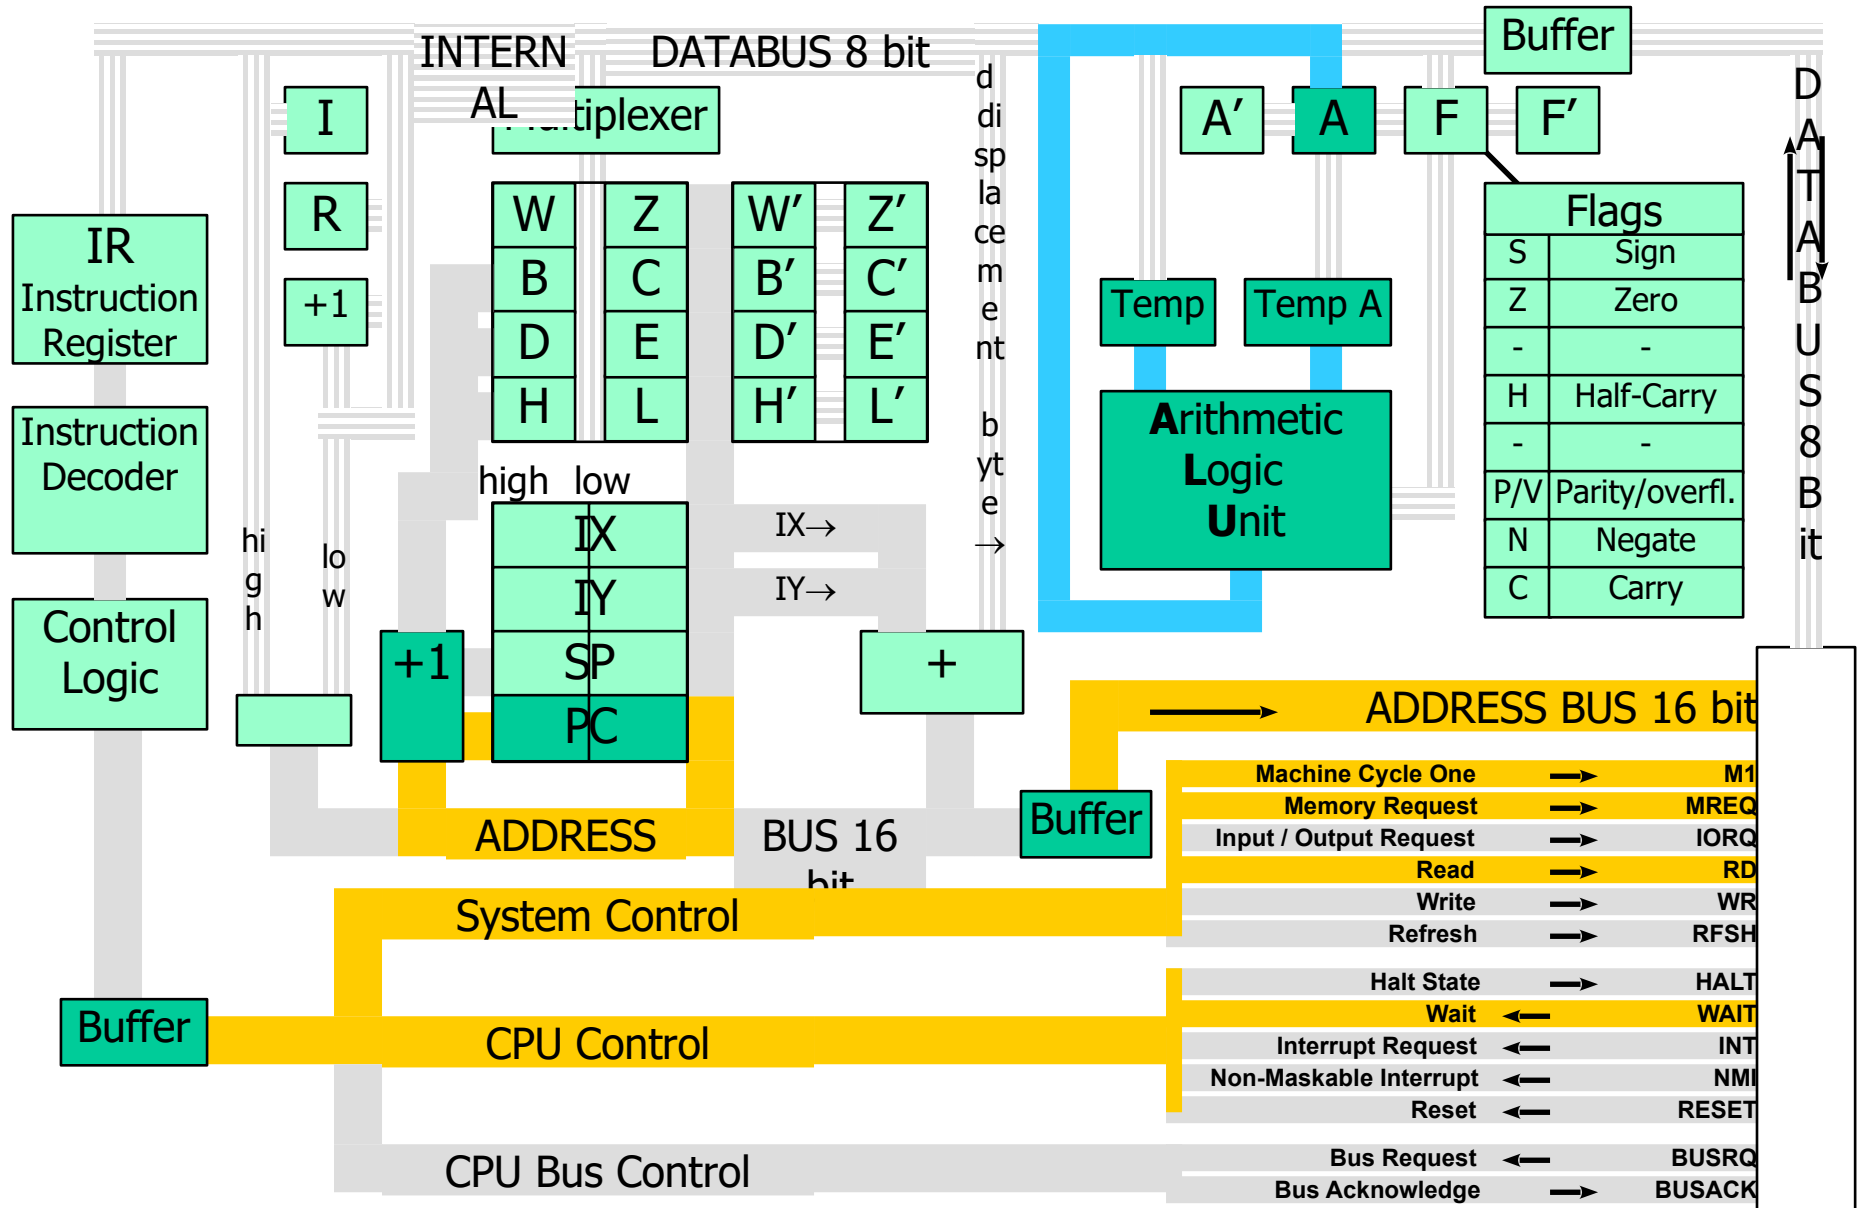 INTERN
AL
DATABUS 8 bit
Buffer
I
tiplexer
A′
A
F
F′
R
+1
IR
Instruction
Register
Instruction
Decoder
Control
Logic
W
Z
B
C
D
E
H
L
W′
Z′
B′
C′
D′
E′
H′
L′
high low
IX
IY
SP
PC
IX→
IY→
d
di
sp
la
ce
m
e
nt
b
yt
e
→
Temp
Temp A
Arithmetic
Logic
Unit
Flags
S Sign
Z Zero
- -
H Half-Carry
- -
P/V Parity/overfl.
N Negate
C Carry
D
A
T
A
B
U
S
8
B
it
hi
g
h
lo
w
+1
+
ADDRESS
BUS 16
bit
Buffer
ADDRESS BUS 16 bit
Machine Cycle One M1
Memory Request MREQ
Input / Output Request IORQ
Read RD
Write WR
Refresh RFSH
Halt State HALT
Wait WAIT
Interrupt Request INT
Non-Maskable Interrupt NMI
Reset RESET
Bus Request BUSRQ
Bus Acknowledge BUSACK
System Control
Buffer
CPU Control
CPU Bus Control